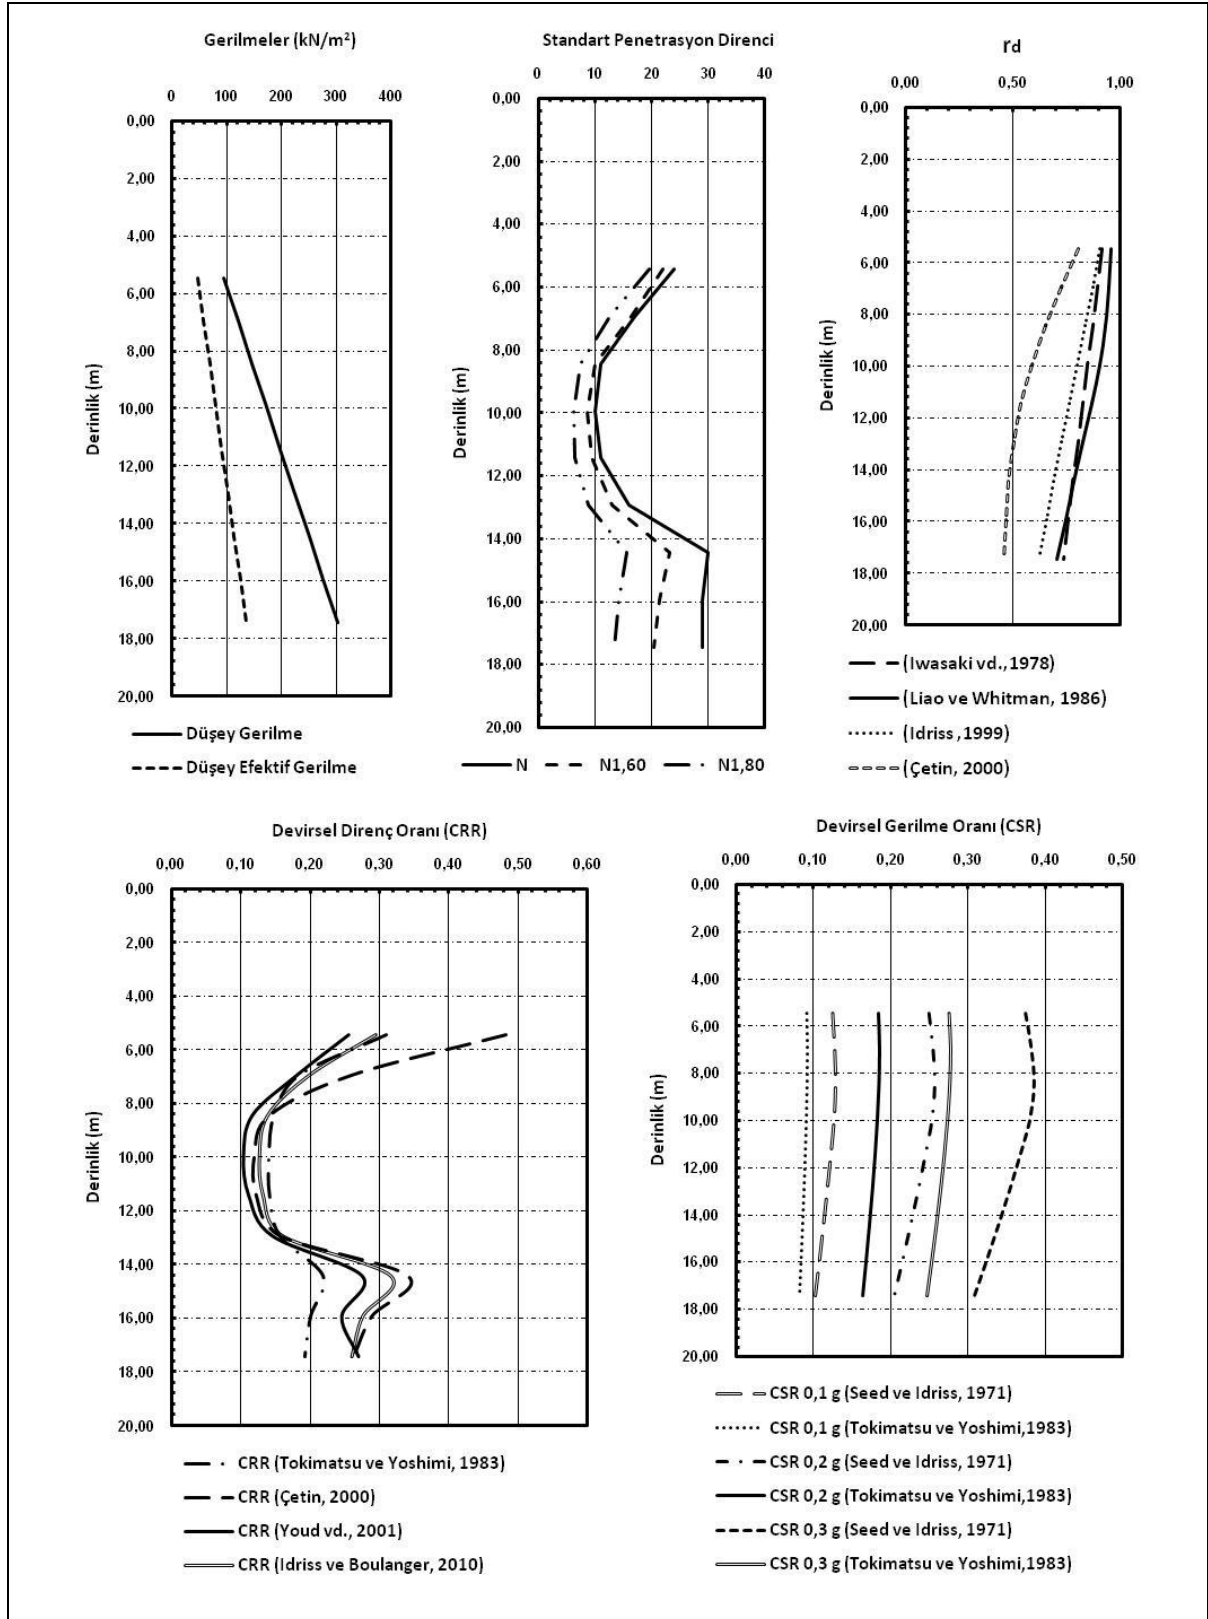 Gerilmeler (kN/m²)
0 100 200 300 400
0,00
2,00
4,00
6,00
8,00
10,00
12,00
14,00
16,00
18,00
20,00
Derinlik (m)
Düşey Gerilme
Düşey Efektif Gerilme
Standart Penetrasyon Direnci
0 10 20 30 40
0,00
2,00
4,00
6,00
8,00
10,00
12,00
14,00
16,00
18,00
20,00
Derinlik (m)
N N1,60 N1,80
rd
0,00 0,50 1,00
0,00
2,00
4,00
6,00
8,00
10,00
12,00
14,00
16,00
18,00
20,00
Derinlik (m)
(Iwasaki vd.,1978)
(Liao ve Whitman, 1986)
(Idriss ,1999)
(Çetin, 2000)
Devirsel Direnç Oranı (CRR)
0,00 0,10 0,20 0,30 0,40 0,50 0,60
0,00
2,00
4,00
6,00
8,00
10,00
12,00
14,00
16,00
18,00
20,00
Derinlik (m)
CRR (Tokimatsu ve Yoshimi, 1983)
CRR (Çetin, 2000)
CRR (Youd vd., 2001)
CRR (Idriss ve Boulanger, 2010)
Devirsel Gerilme Oranı (CSR)
0,00 0,10 0,20 0,30 0,40 0,50
0,00
2,00
4,00
6,00
8,00
10,00
12,00
14,00
16,00
18,00
20,00
Derinlik (m)
CSR 0,1 g (Seed ve Idriss, 1971)
CSR 0,1 g (Tokimatsu ve Yoshimi,1983)
CSR 0,2 g (Seed ve Idriss, 1971)
CSR 0,2 g (Tokimatsu ve Yoshimi,1983)
CSR 0,3 g (Seed ve Idriss, 1971)
CSR 0,3 g (Tokimatsu ve Yoshimi,1983)